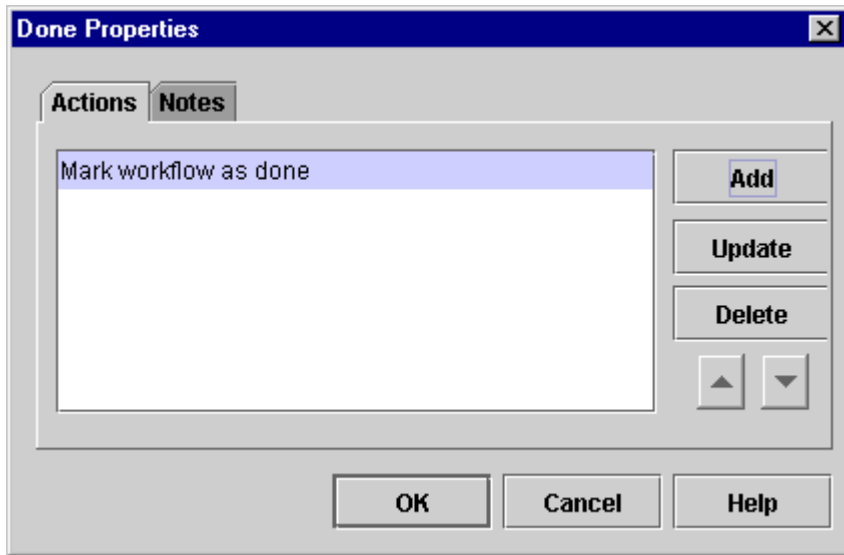 Done Properties
Actions Notes
Mark workflow as done
Add
Update
Delete
OK Cancel Help